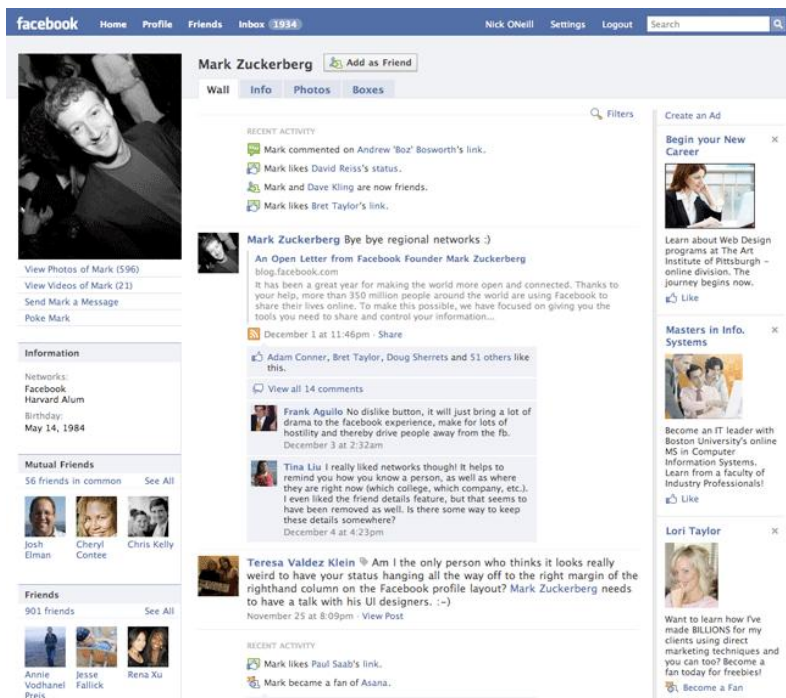 facebook Home Profile Friends Inbox 1934 Nick ONeill Settings Logout Search
Mark Zuckerberg Add as Friend
Wall Info Photos Boxes
Filters
RECENT ACTIVITY
Mark commented on Andrew 'Boz' Bosworth's link.
Mark likes David Reiss's status.
Mark and Dave Kling are now friends.
Mark likes Bret Taylor's link.
Mark Zuckerberg Bye bye regional networks :)
An Open Letter from Facebook Founder Mark Zuckerberg
blog.facebook.com
It has been a great year for making the world more open and connected. Thanks to
your help, more than 350 million people around the world are using Facebook to
share their lives online. To make this possible, we have focused on giving you the
tools you need to share and control your information...
December 1 at 11:46pm · Share
Adam Conner, Bret Taylor, Doug Sherrets and 51 others like
this.
View all 14 comments
Frank Aguilo No dislike button, it will just bring a lot of
drama to the facebook experience, make for lots of
hostility and thereby drive people away from the fb.
December 3 at 2:32am
Tina Liu I really liked networks though! It helps to
remind you how you know a person, as well as where
they are right now (which college, which company, etc.).
I even liked the friend details feature, but that seems to
have been removed as well. Is there some way to keep
these details somewhere?
December 4 at 4:23pm
Teresa Valdez Klein Am I the only person who thinks it looks really
weird to have your status hanging all the way off to the right margin of the
righthand column on the Facebook profile layout? Mark Zuckerberg needs
to have a talk with his UI designers. :-)
November 25 at 8:09pm · View Post
RECENT ACTIVITY
Mark likes Paul Saab's link.
Mark became a fan of Asana.
View Photos of Mark (596)
View Videos of Mark (21)
Send Mark a Message
Poke Mark
Information
Networks:
Facebook
Harvard Alum
Birthday:
May 14, 1984
Mutual Friends
56 friends in common See All
Josh
Elman
Cheryl
Contee
Chris Kelly
Friends
901 friends See All
Annie
Vodhanel
Preis
Jesse
Fallick
Rena Xu
Create an Ad
Begin your New
Career
Learn about Web Design
programs at The Art
Institute of Pittsburgh –
online division. The
journey begins now.
Like
Masters in Info.
Systems
Become an IT leader with
Boston University's online
MS in Computer
Information Systems.
Learn from a faculty of
Industry Professionals!
Like
Lori Taylor
Want to learn how I've
made BILLIONS for my
clients using direct
marketing techniques and
you can too? Become a
fan today for freebies!
Become a Fan